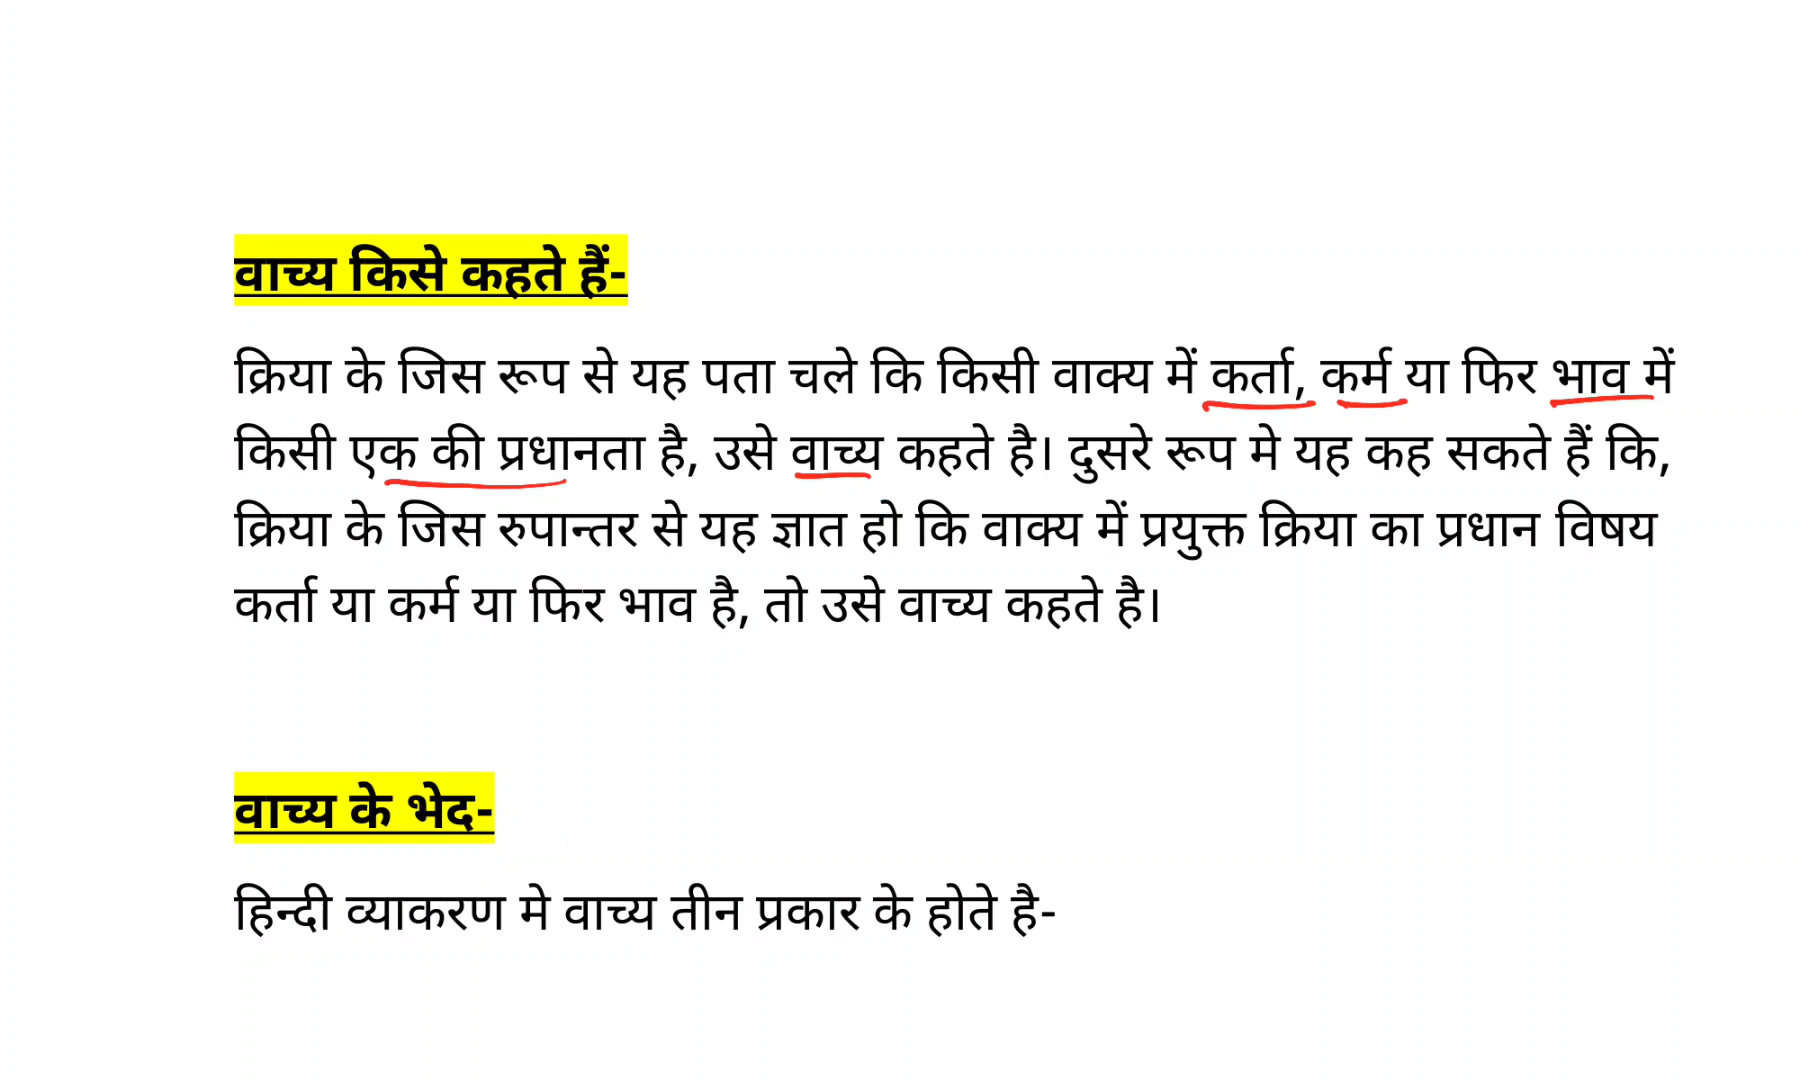 वाच्य किसे कहते हैं-
क्रिया के जिस रूप से यह पता चले कि किसी वाक्य में कर्ता, कर्म या फिर भाव में
किसी एक की प्रधानता है, उसे वाच्य कहते है। दुसरे रूप मे यह कह सकते हैं कि,
क्रिया के जिस रुपान्तर से यह ज्ञात हो कि वाक्य में प्रयुक्त क्रिया का प्रधान विषय
कर्ता या कर्म या फिर भाव है, तो उसे वाच्य कहते है।
वाच्य के भेद-
हिन्दी व्याकरण मे वाच्य तीन प्रकार के होते है-